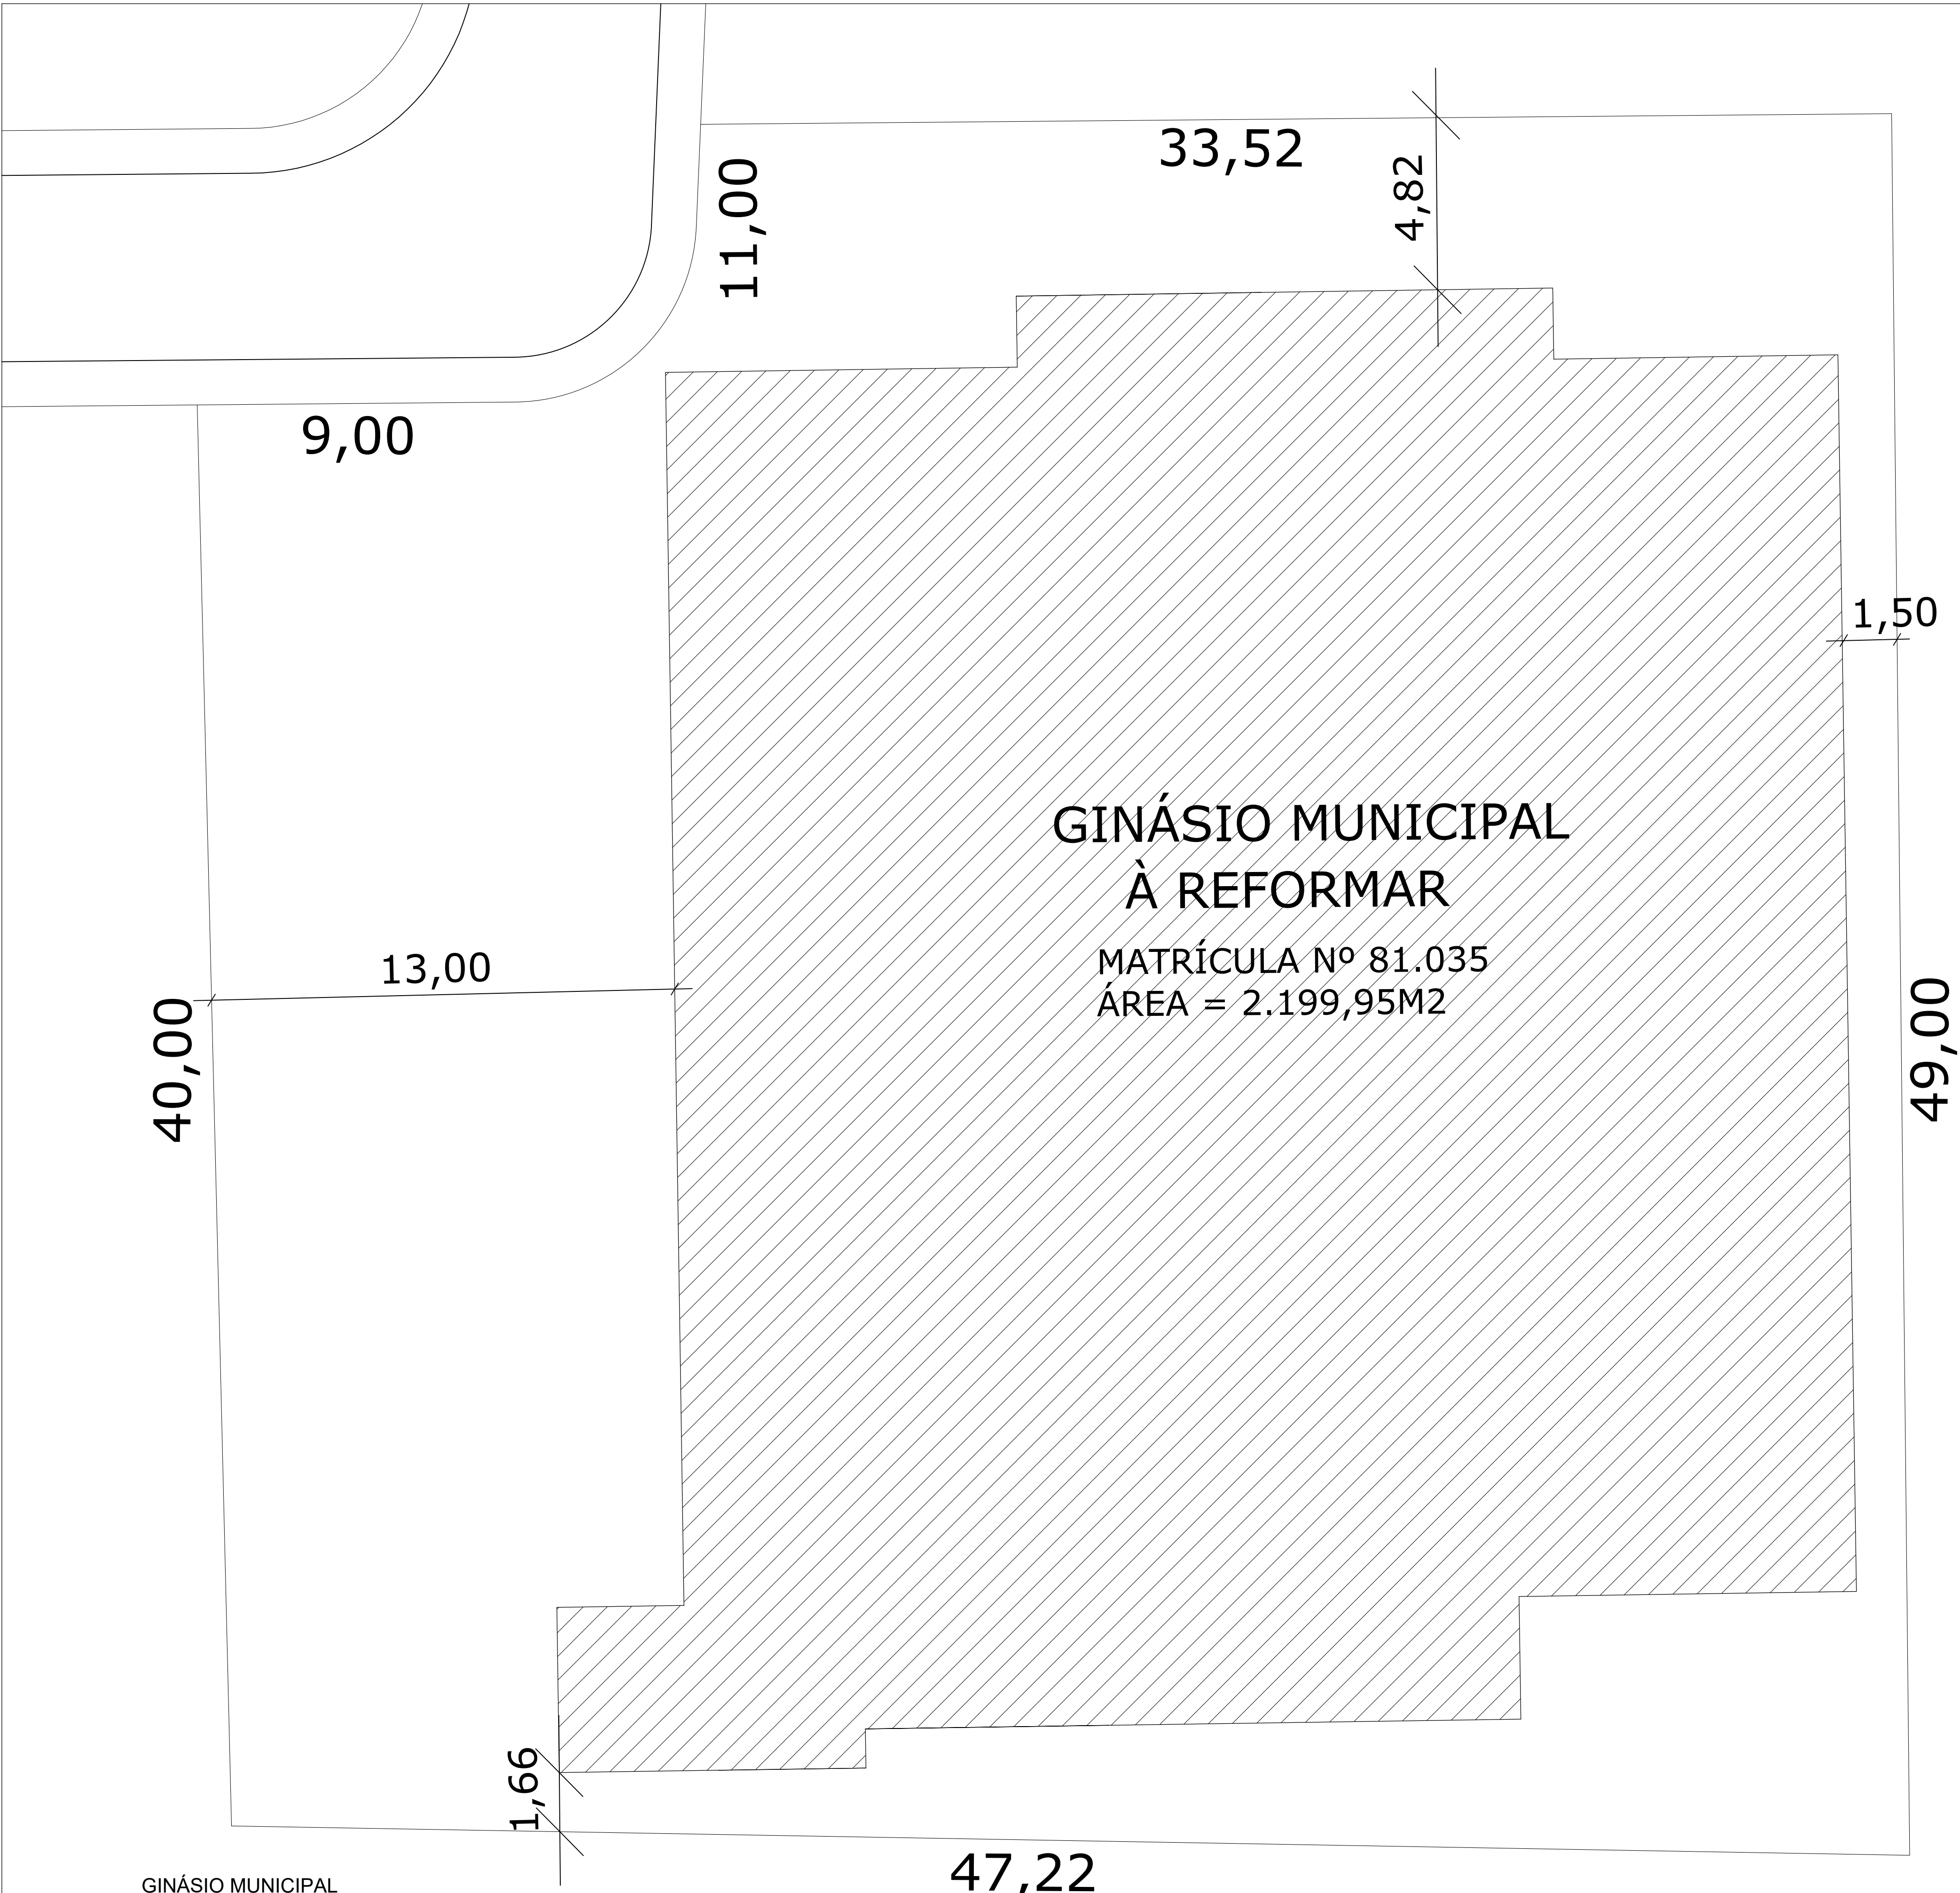 33,52
4,82
11,00
9,00
1,50
GINÁSIO MUNICIPAL
À REFORMAR
MATRÍCULA Nº 81.035
ÁREA = 2.199,95M2
13,00
40,00
49,00
1,66
47,22
GINÁSIO MUNICIPAL